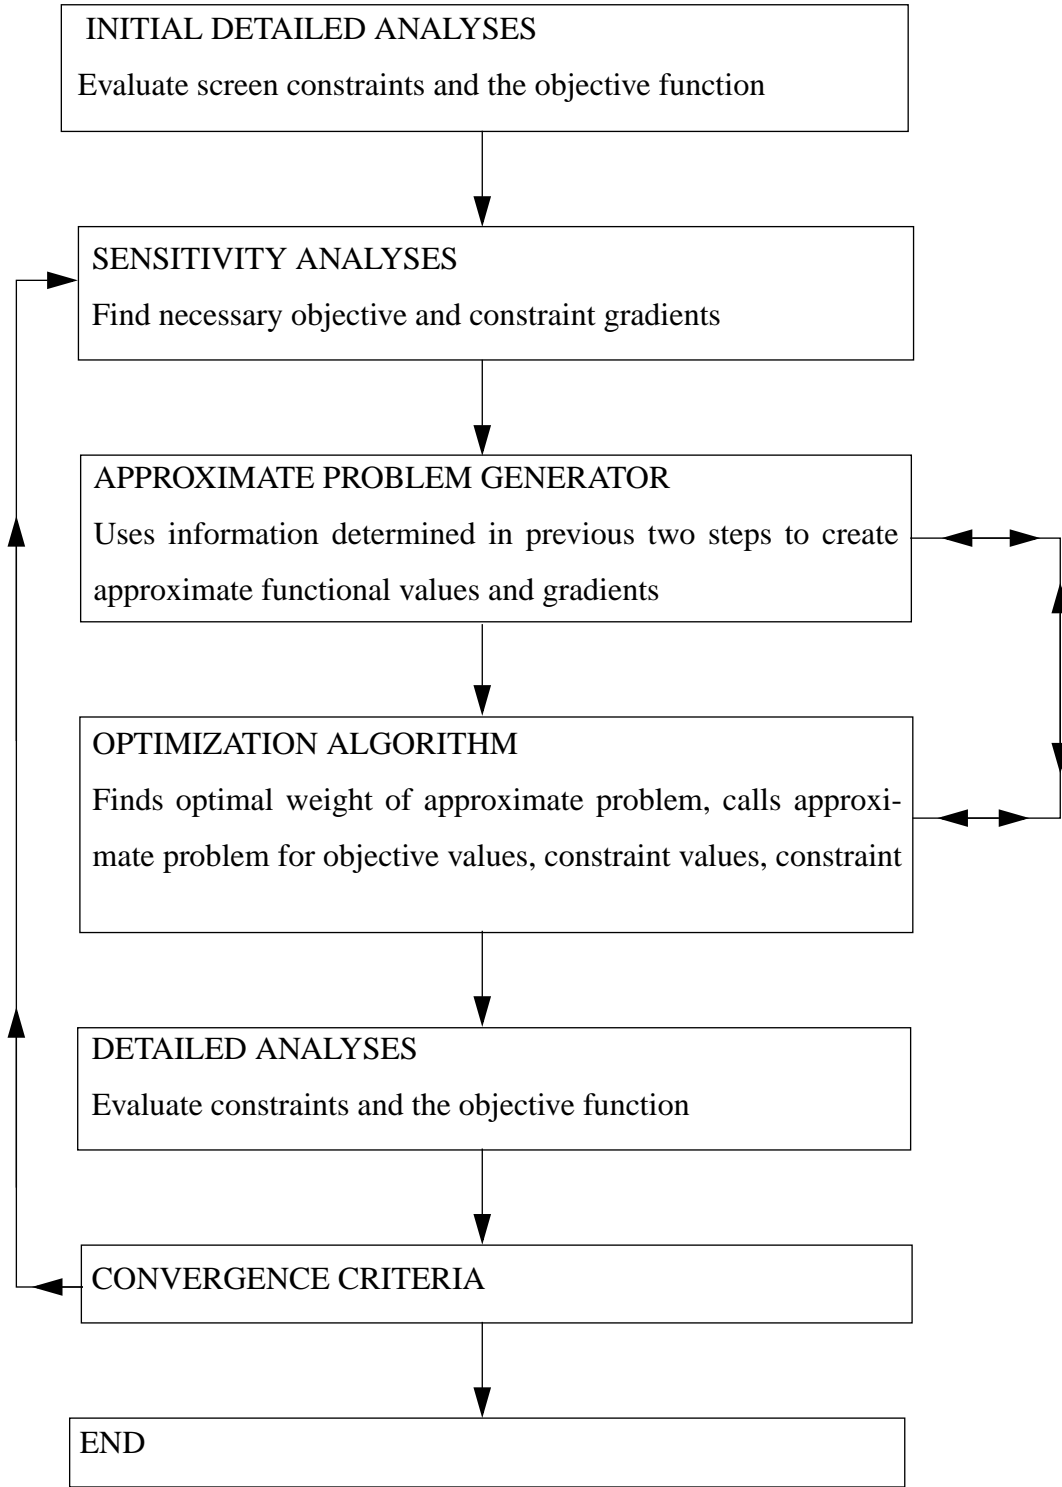 INITIAL DETAILED ANALYSES
Evaluate screen constraints and the objective function
SENSITIVITY ANALYSES
Find necessary objective and constraint gradients
APPROXIMATE PROBLEM GENERATOR
Uses information determined in previous two steps to create
approximate functional values and gradients
OPTIMIZATION ALGORITHM
Finds optimal weight of approximate problem, calls approxi-
mate problem for objective values, constraint values, constraint
DETAILED ANALYSES
Evaluate constraints and the objective function
CONVERGENCE CRITERIA
END